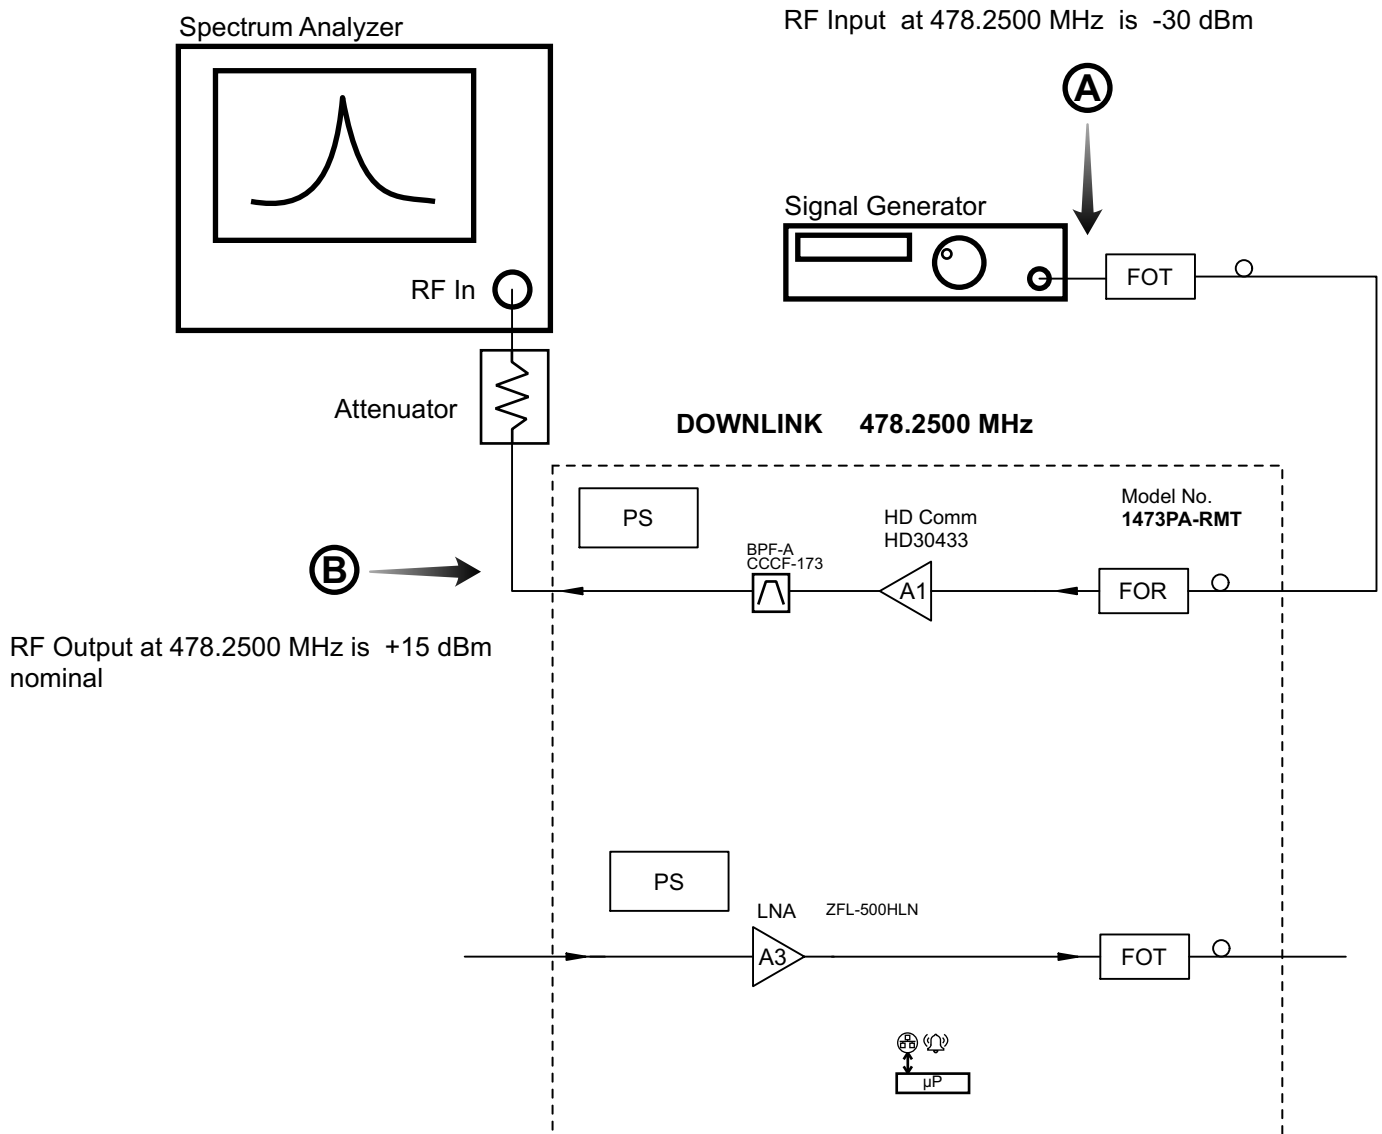 RF Input at 478.2500 MHz is -30 dBm
Spectrum Analyzer
A
Signal Generator
RF In
FOT
Attenuator
DOWNLINK 478.2500 MHz
PS
HD Comm
HD30433
Model No.
1473PA-RMT
BPF-A
CCCF-173
B
A1
FOR
RF Output at 478.2500 MHz is +15 dBm
nominal
PS
LNA ZFL-500HLN
A3
FOT
µP